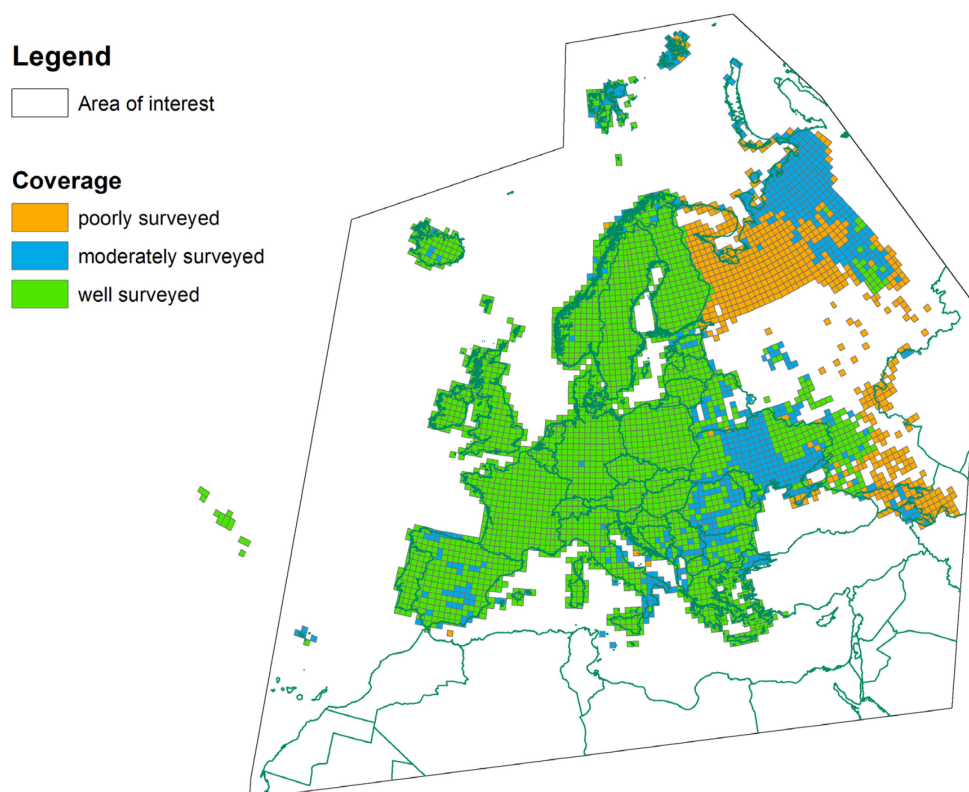 Legend
Area of interest
Coverage
poorly surveyed
moderately surveyed
well surveyed